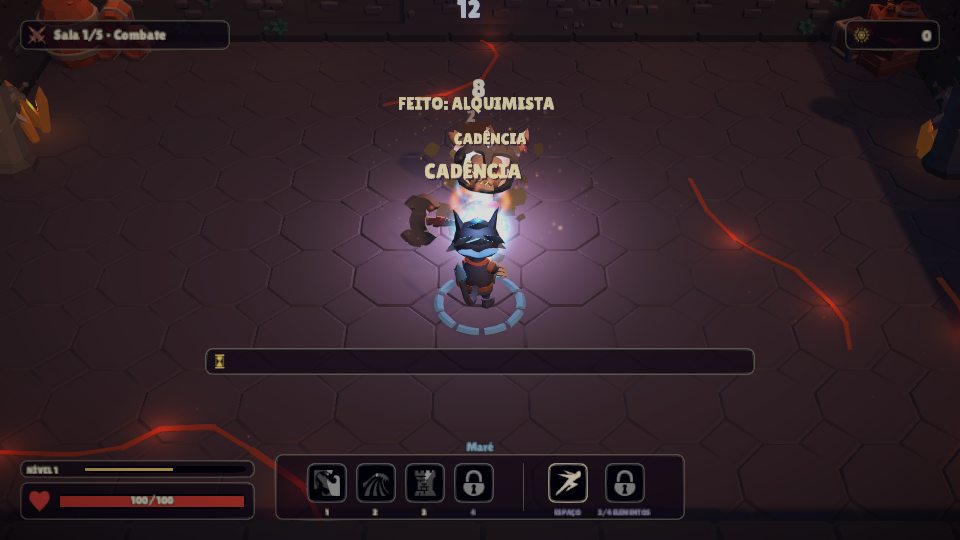 12
Sala 1/5 · Combate
0
8
FEITO: ALQUIMISTA
2
CADÊNCIA
CADÊNCIA
Maré
NÍVEL 1
100/100
1 2 3 4 ESPAÇO 3/4 ELEMENTOS